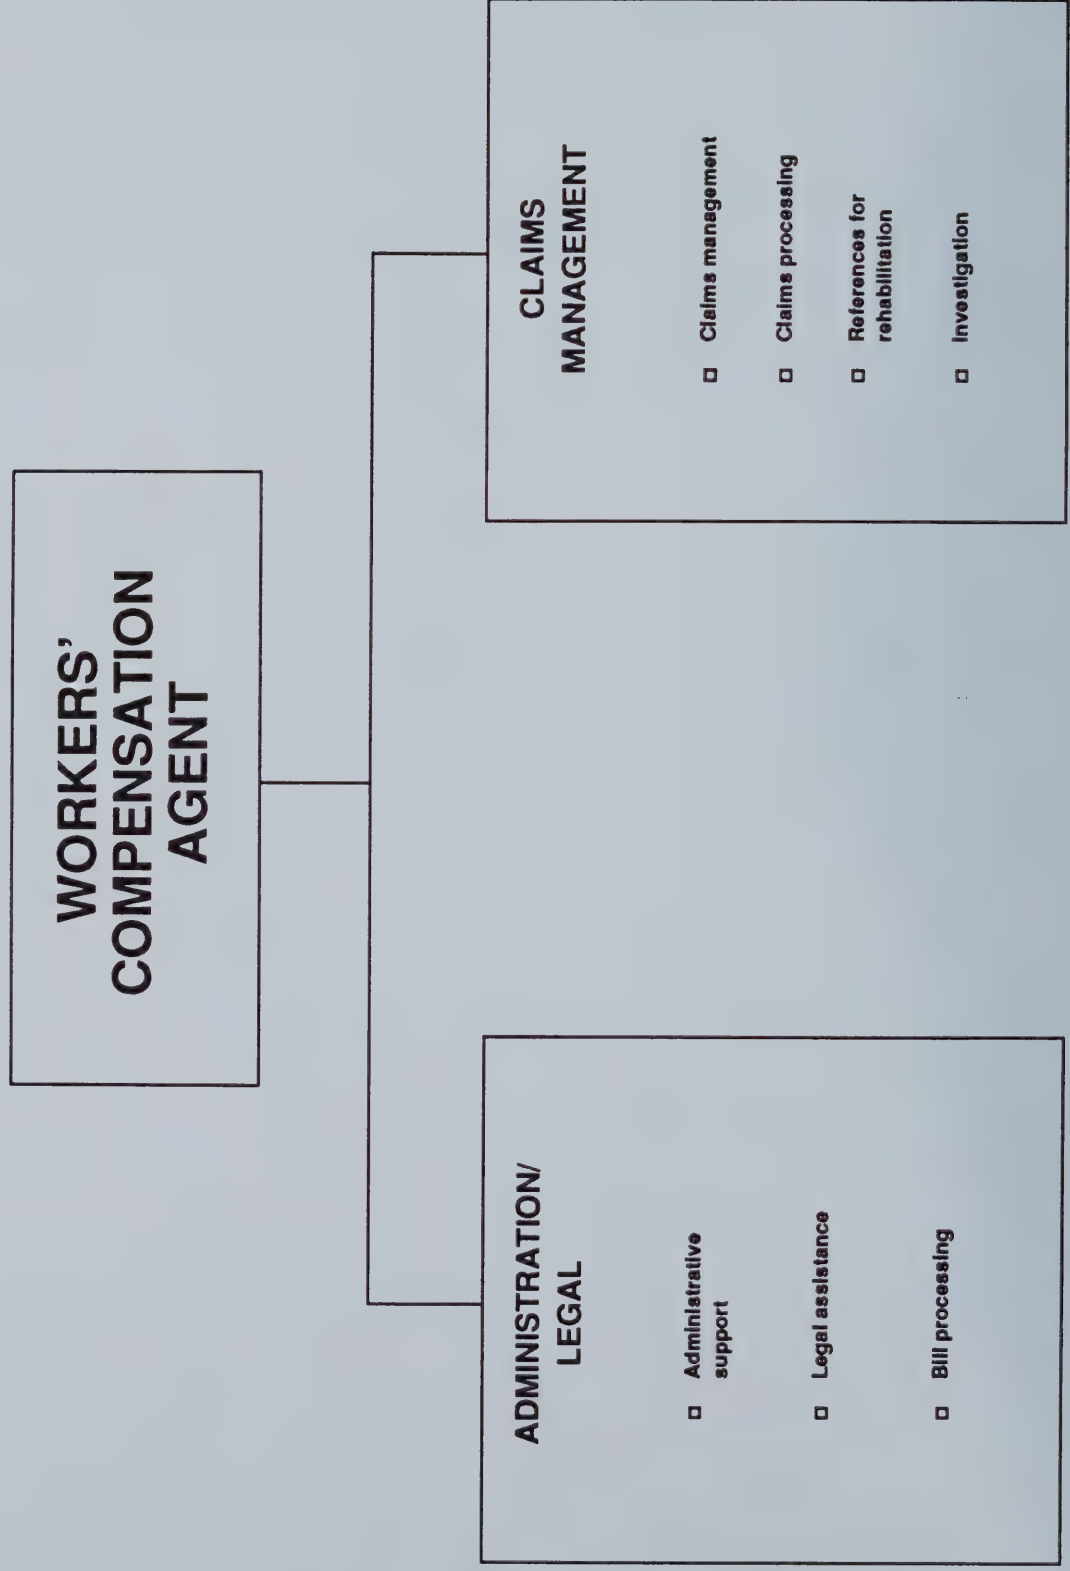 WORKERS'
COMPENSATION
AGENT
ADMINISTRATION/
LEGAL
□ Administrative
support
□ Legal assistance
□ Bill processing
CLAIMS
MANAGEMENT
□ Claims management
□ Claims processing
□ References for
rehabilitation
□ Investigation